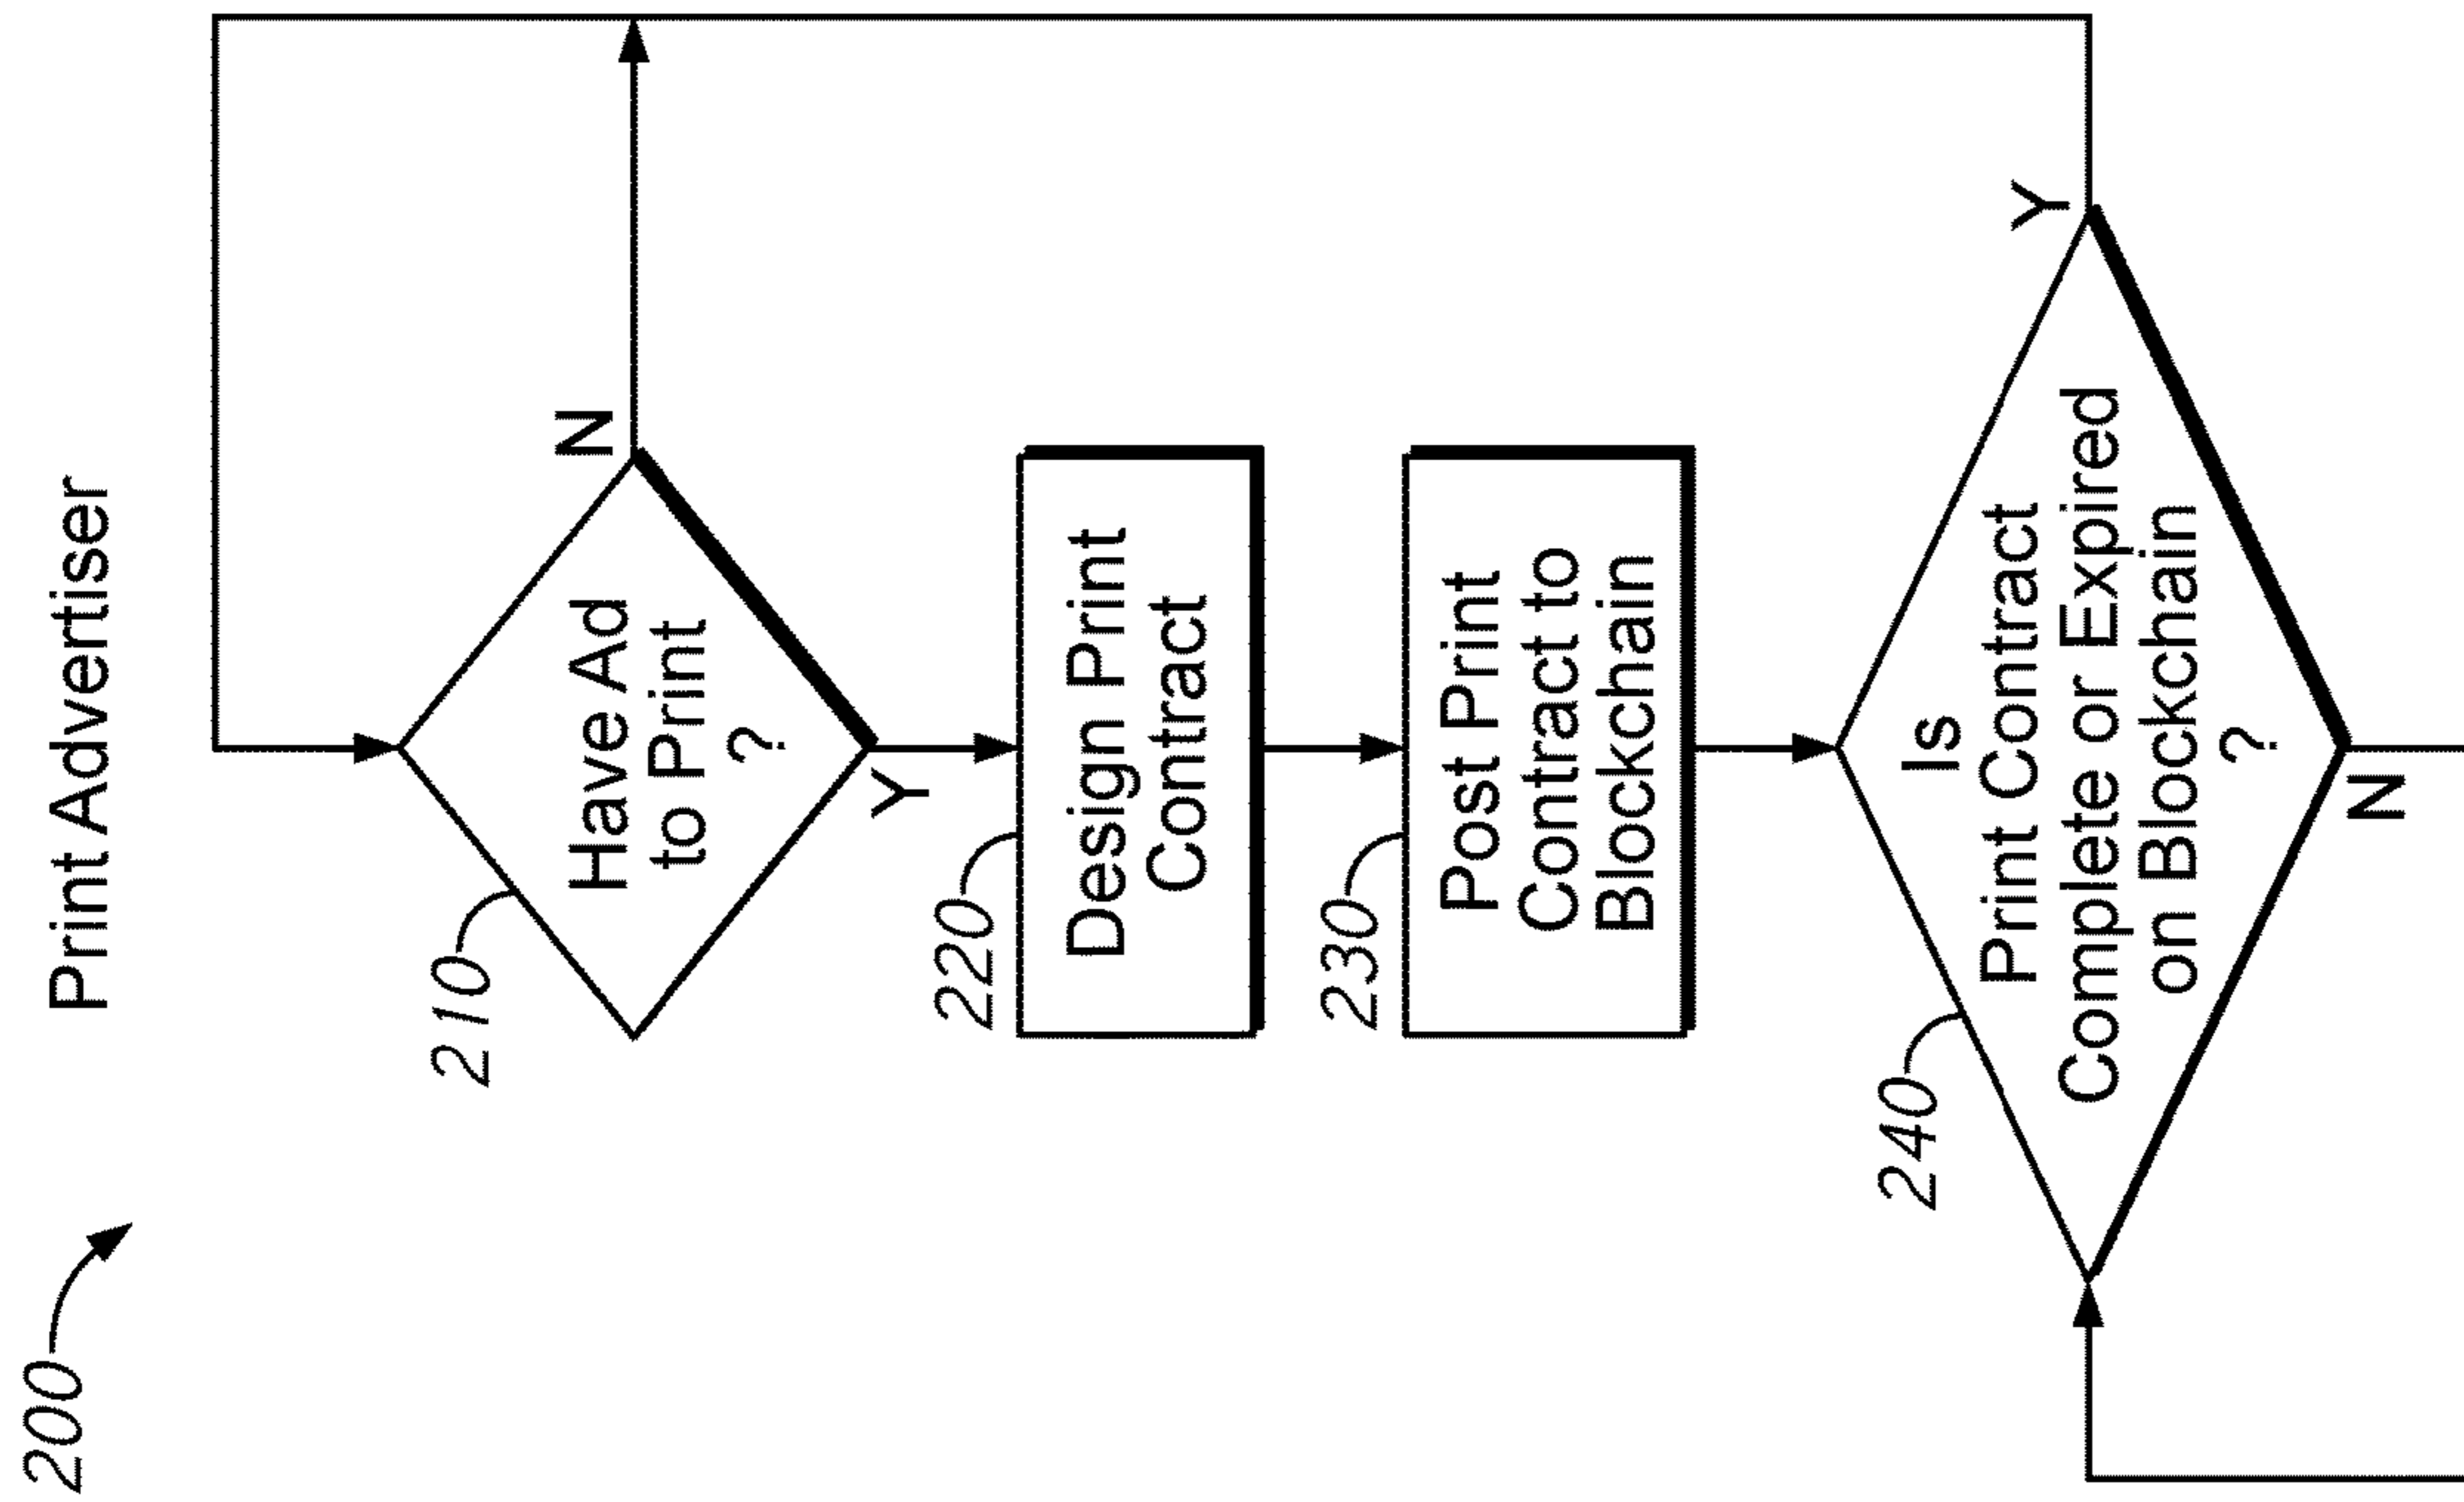 200
Print Advertiser
210
Have Ad
to Print
?
N
Y
220
Design Print
Contract
230
Post Print
Contract to
Blockchain
240
Is
Print Contract
Complete or Expired
on Blockchain
?
Y
N